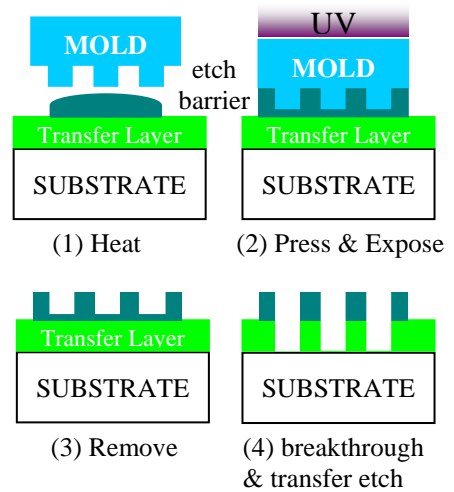 MOLD
Transfer Layer
SUBSTRATE
(1) Heat
etch
barrier
UV
MOLD
Transfer Layer
SUBSTRATE
(2) Press & Expose
Transfer Layer
SUBSTRATE
(3) Remove
SUBSTRATE
(4) breakthrough
& transfer etch